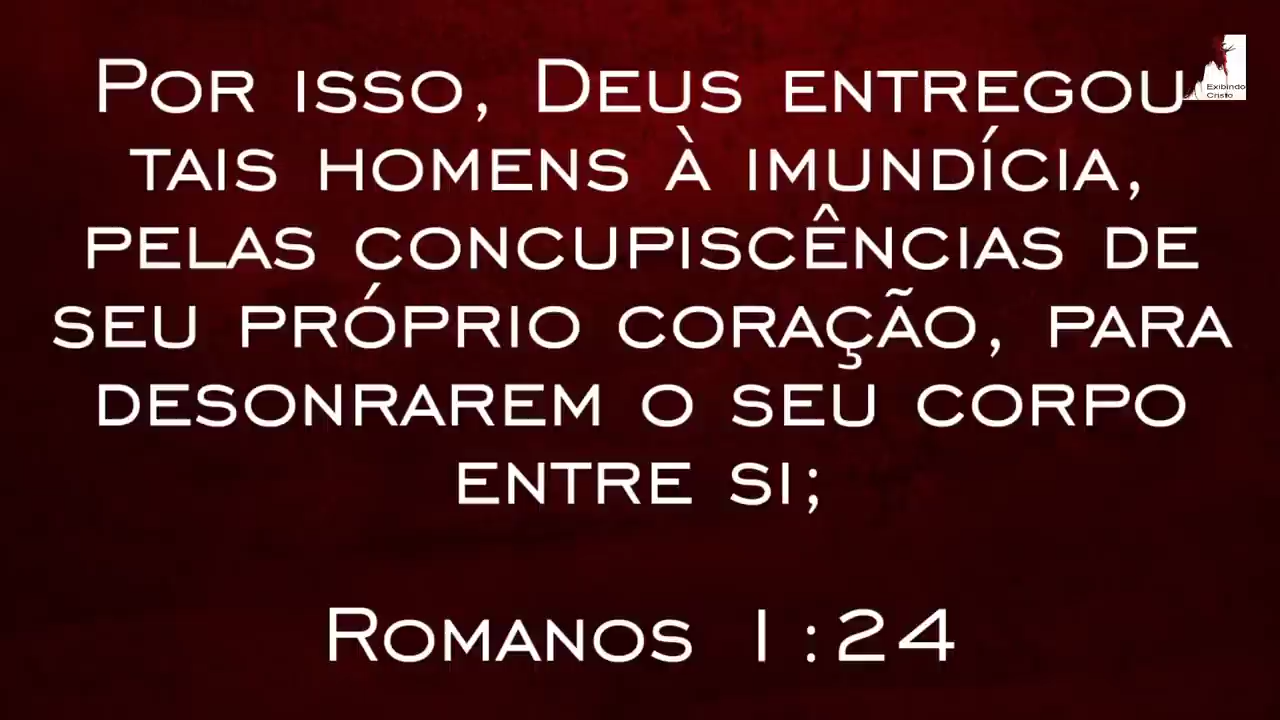 Por isso, Deus entregou
tais homens à imundícia,
pelas concupiscências de
seu próprio coração, para
desonrarem o seu corpo
entre si;
Romanos 1:24
Exibindo
Cristo